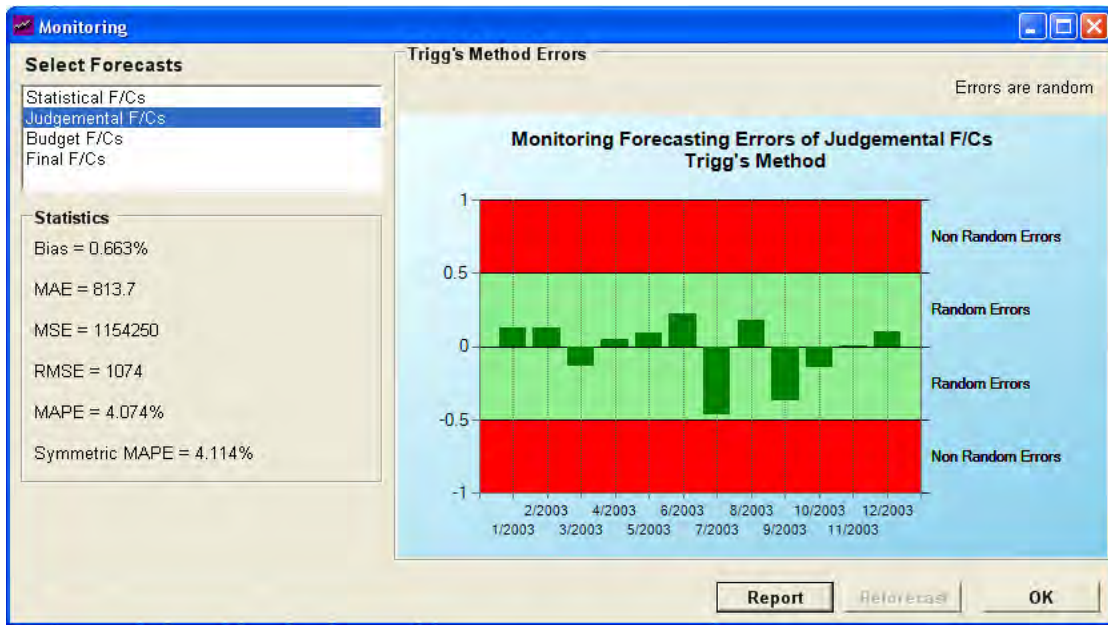 Monitoring
Select Forecasts
Statistical F/Cs
Judgemental F/Cs
Budget F/Cs
Final F/Cs
Statistics
Bias = 0.663%
MAE = 813.7
MSE = 1154250
RMSE = 1074
MAPE = 4.074%
Symmetric MAPE = 4.114%
Trigg's Method Errors
Errors are random
Monitoring Forecasting Errors of Judgemental F/Cs
Trigg's Method
1
0.5
0
-0.5
-1
Non Random Errors
Random Errors
Random Errors
Non Random Errors
2/2003 4/2003 6/2003 8/2003 10/2003 12/2003
1/2003 3/2003 5/2003 7/2003 9/2003 11/2003
Report Reforecast OK